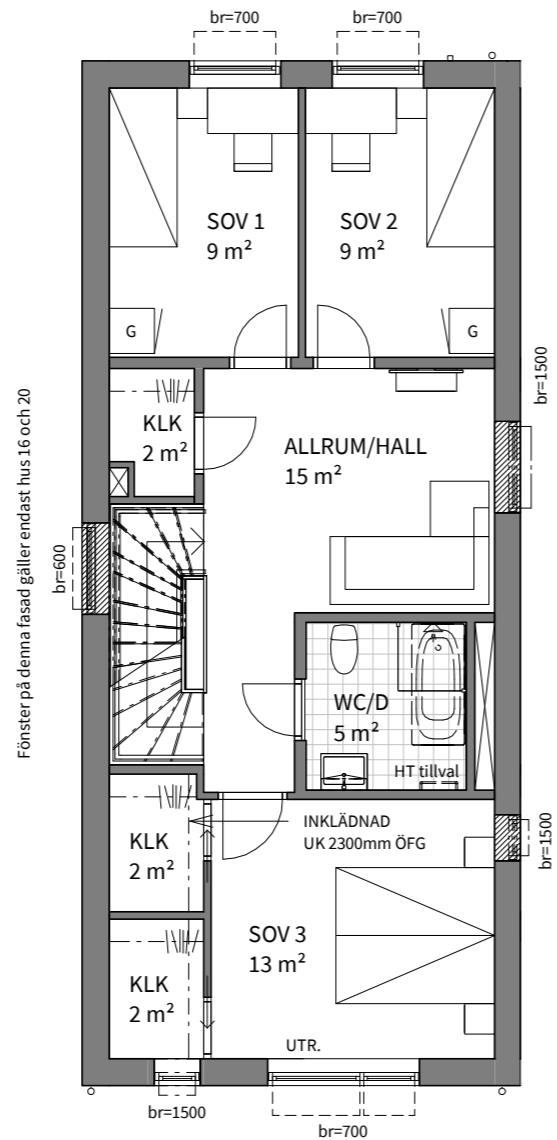 br=700
br=700
SOV 1
9 m²
SOV 2
9 m²
G
G
br=1500
Fönster på denna fasad gäller endast hus 16 och 20
KLK
2 m²
ALLRUM/HALL
15 m²
br=600
WC/D
5 m²
HT tillval
INKLÄDNAD
UK 2300mm ÖFG
br=1500
KLK
2 m²
SOV 3
13 m²
KLK
2 m²
UTR.
br=1500
br=700